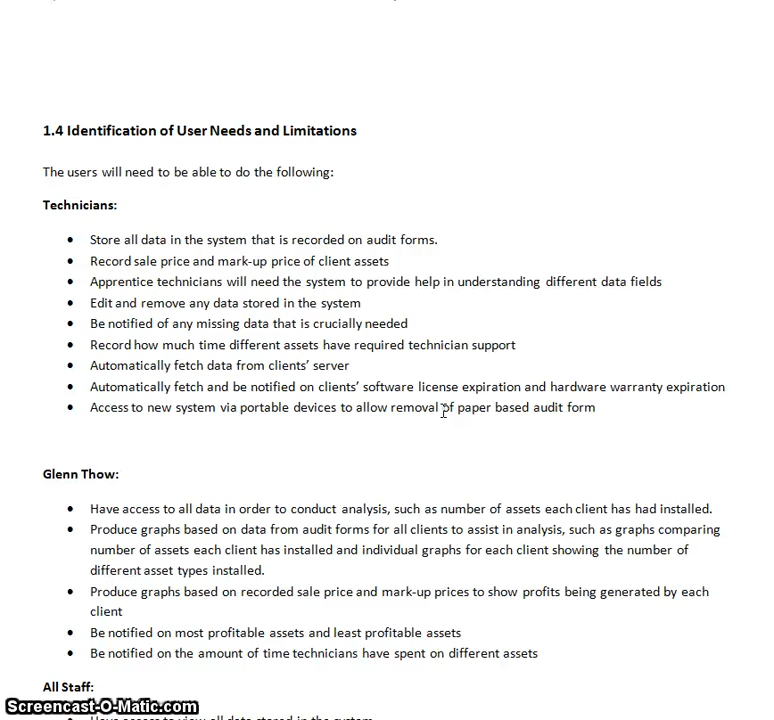 1.4 Identification of User Needs and Limitations
The users will need to be able to do the following:
Technicians:
• Store all data in the system that is recorded on audit forms.
• Record sale price and mark-up price of client assets
• Apprentice technicians will need the system to provide help in understanding different data fields
• Edit and remove any data stored in the system
• Be notified of any missing data that is crucially needed
• Record how much time different assets have required technician support
• Automatically fetch data from clients’ server
• Automatically fetch and be notified on clients’ software license expiration and hardware warranty expiration
• Access to new system via portable devices to allow removal of paper based audit form
Glenn Thow:
• Have access to all data in order to conduct analysis, such as number of assets each client has had installed.
• Produce graphs based on data from audit forms for all clients to assist in analysis, such as graphs comparing
number of assets each client has installed and individual graphs for each client showing the number of
different asset types installed.
• Produce graphs based on recorded sale price and mark-up prices to show profits being generated by each
client
• Be notified on most profitable assets and least profitable assets
• Be notified on the amount of time technicians have spent on different assets
All Staff:
Screencast-O-Matic.com